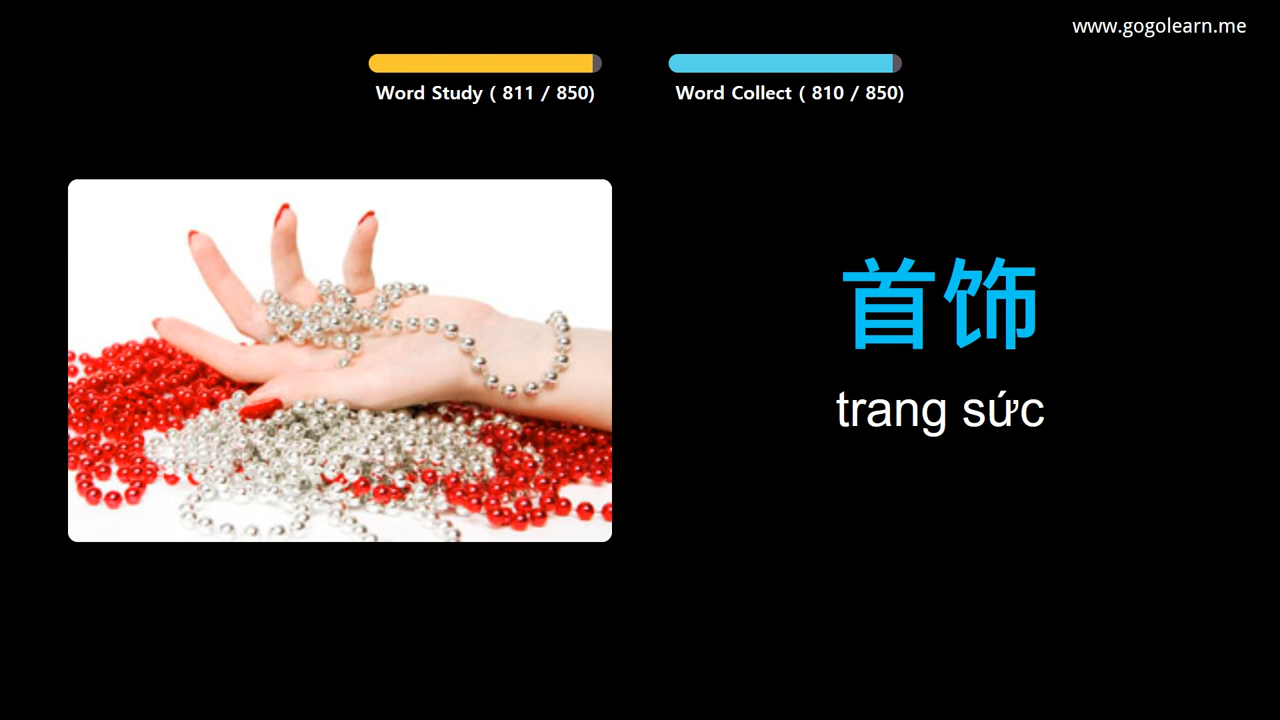 www.gogolearn.me
Word Study ( 811 / 850)
Word Collect ( 810 / 850)
首饰
trang sức